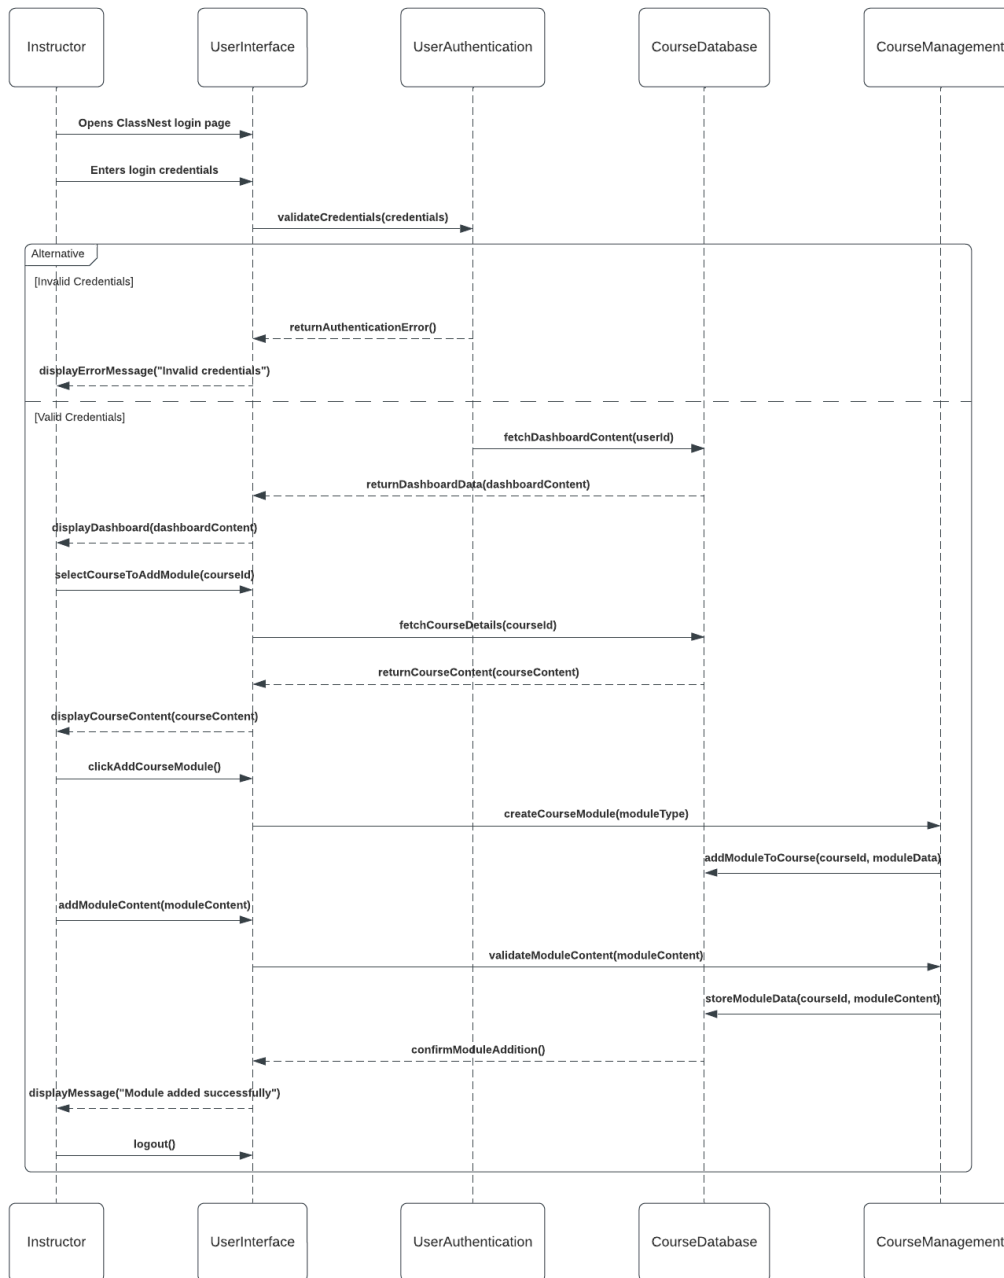 Instructor
UserInterface
UserAuthentication
CourseDatabase
CourseManagement
Opens ClassNest login page
Enters login credentials
validateCredentials(credentials)
Alternative
[Invalid Credentials]
returnAuthenticationError()
displayErrorMessage("Invalid credentials")
[Valid Credentials]
fetchDashboardContent(userId)
returnDashboardData(dashboardContent)
displayDashboard(dashboardContent)
selectCourseToAddModule(courseId)
fetchCourseDetails(courseId)
returnCourseContent(courseContent)
displayCourseContent(courseContent)
clickAddCourseModule()
createCourseModule(moduleType)
addModuleToCourse(courseId, moduleData)
addModuleContent(moduleContent)
validateModuleContent(moduleContent)
storeModuleData(courseId, moduleContent)
confirmModuleAddition()
displayMessage("Module added successfully")
logout()
Instructor
UserInterface
UserAuthentication
CourseDatabase
CourseManagement